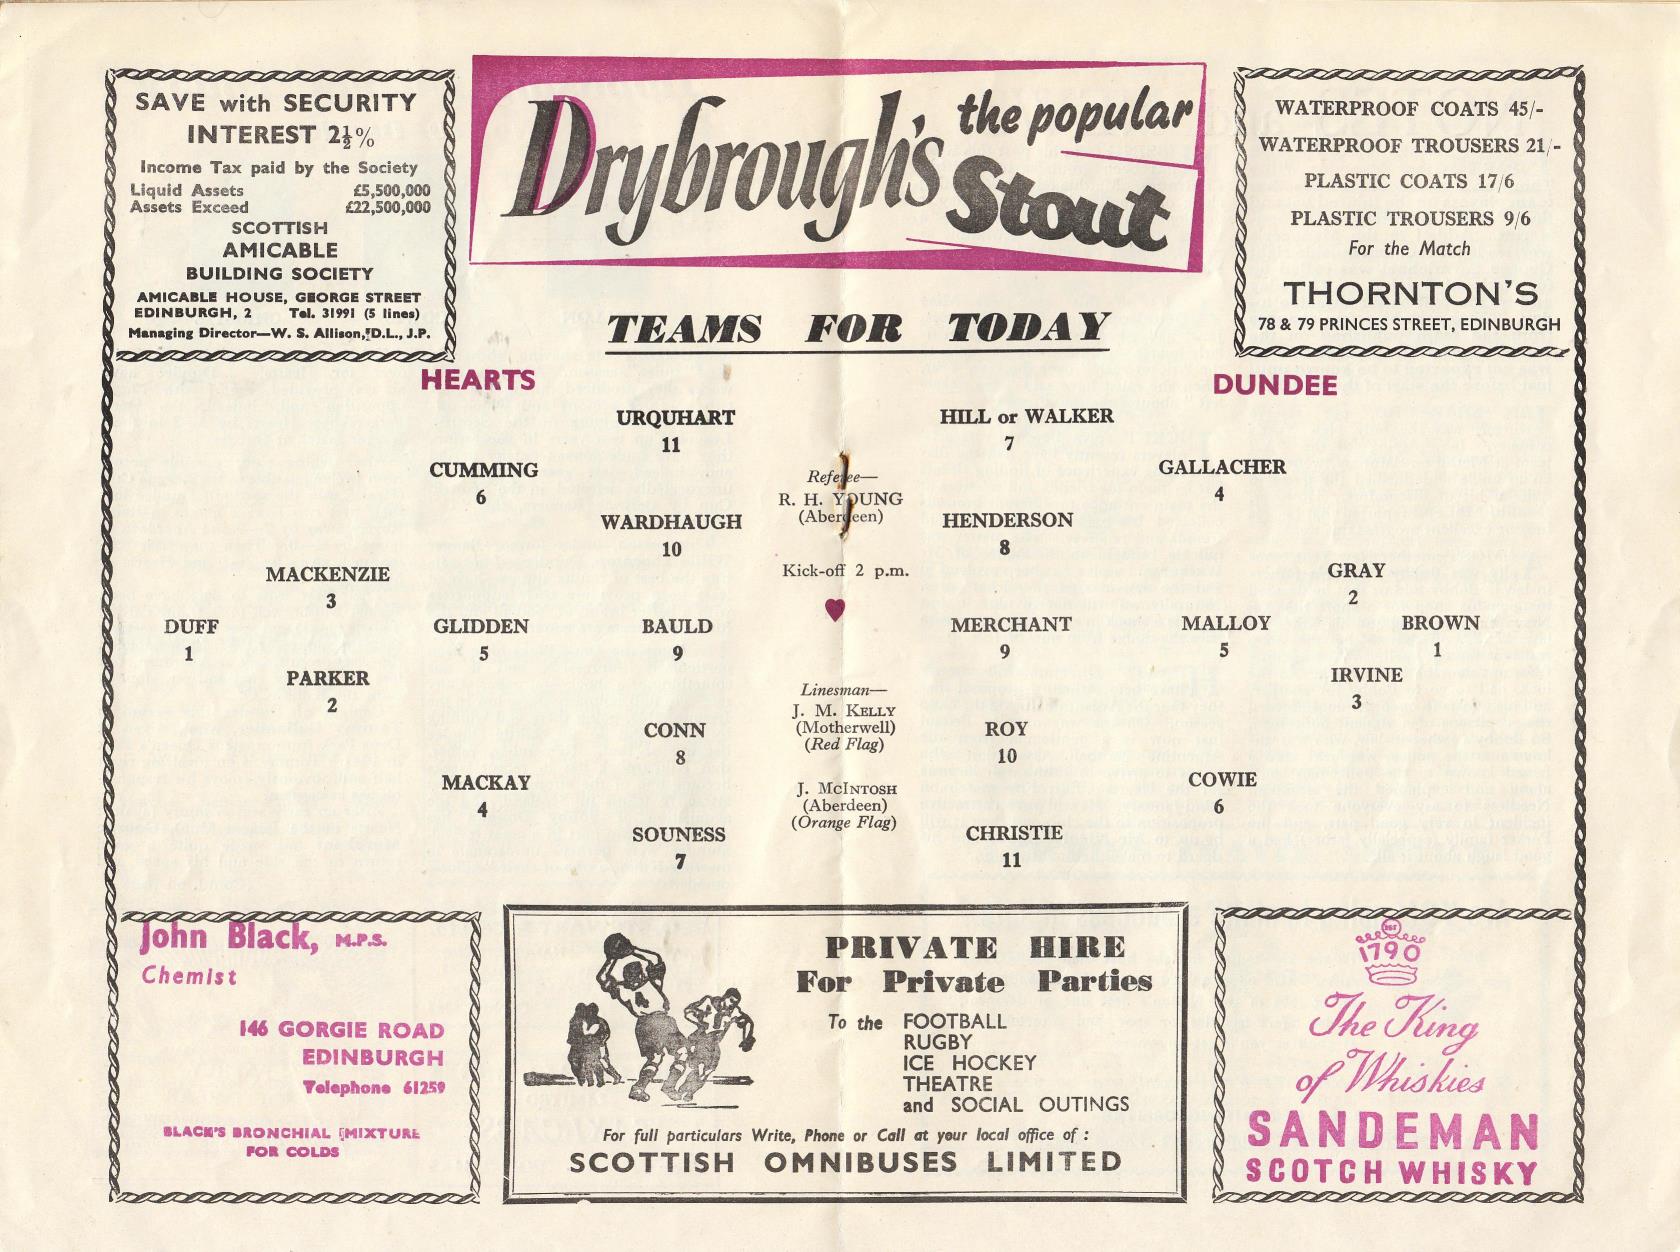 SAVE with SECURITY
INTEREST 2½%
Income Tax paid by the Society
Liquid Assets £5,500,000
Assets Exceed £22,500,000
SCOTTISH
AMICABLE
BUILDING SOCIETY
AMICABLE HOUSE, GEORGE STREET
EDINBURGH, 2 Tel. 31991 (5 lines)
Managing Director—W. S. Allison, D.L., J.P.
Drybrough's the popular
Stout
WATERPROOF COATS 45/-
WATERPROOF TROUSERS 21/-
PLASTIC COATS 17/6
PLASTIC TROUSERS 9/6
For the Match
THORNTON'S
78 & 79 PRINCES STREET, EDINBURGH
TEAMS FOR TODAY
HEARTS
URQUHART
11
CUMMING
6
WARDHAUGH
10
MACKENZIE
3
DUFF
1
GLIDDEN
5
BAULD
9
PARKER
2
CONN
8
MACKAY
4
SOUNESS
7
Referee—
R. H. YOUNG
(Aberdeen)
Kick-off 2 p.m.
Linesman—
J. M. KELLY
(Motherwell)
(Red Flag)
J. McINTOSH
(Aberdeen)
(Orange Flag)
DUNDEE
HILL or WALKER
7
GALLACHER
4
HENDERSON
8
GRAY
2
MERCHANT
9
MALLOY
5
BROWN
1
IRVINE
3
ROY
10
COWIE
6
CHRISTIE
11
John Black, M.P.S.
Chemist
146 GORGIE ROAD
EDINBURGH
Telephone 61259
BLACK'S BRONCHIAL MIXTURE
FOR COLDS
PRIVATE HIRE
For Private Parties
To the FOOTBALL
RUGBY
ICE HOCKEY
THEATRE
and SOCIAL OUTINGS
For full particulars Write, Phone or Call at your local office of :
SCOTTISH OMNIBUSES LIMITED
1790
The King
of Whiskies
SANDEMAN
SCOTCH WHISKY